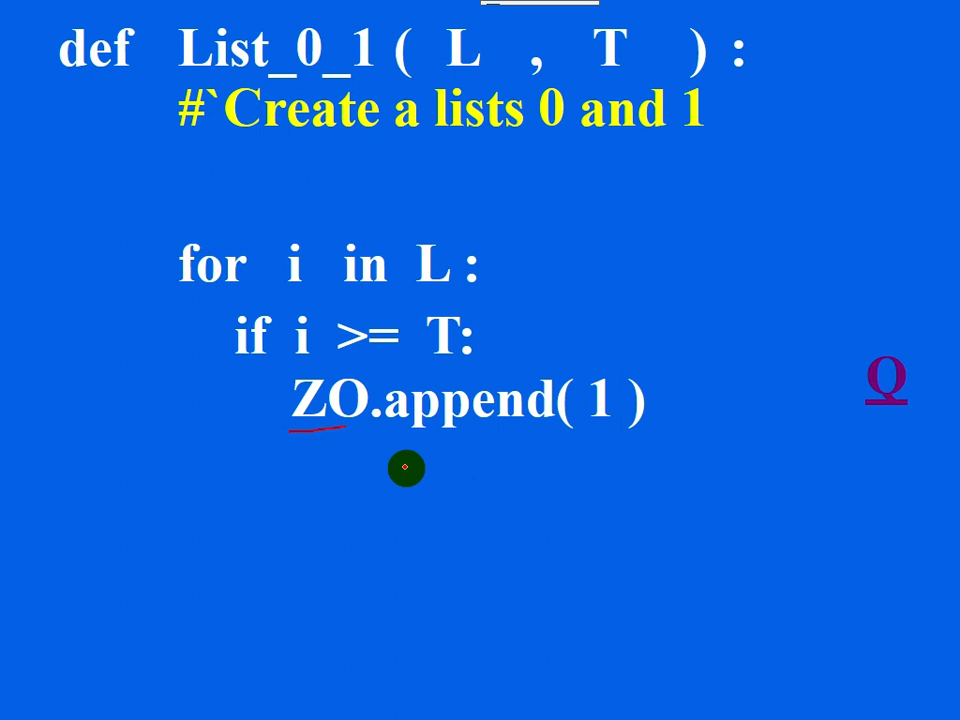 def List_0_1 ( L , T ) :
#`Create a lists 0 and 1
for i in L :
if i >= T:
ZO.append( 1 )
Q